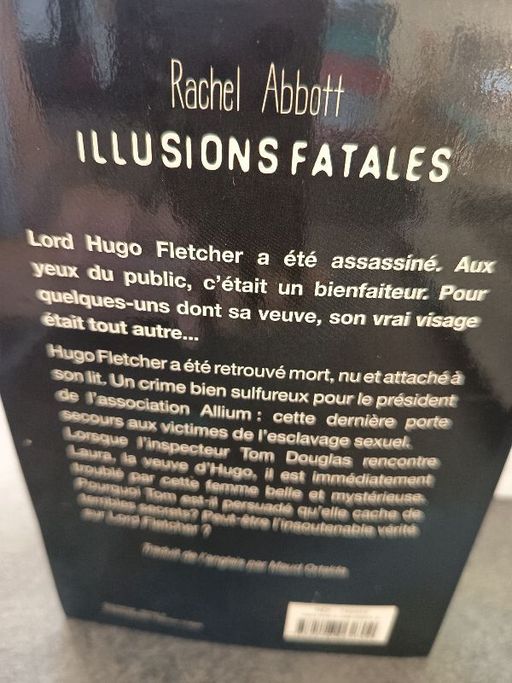 Rachel Abbott
ILLUSIONS FATALES
Lord Hugo Fletcher a été assassiné. Aux
yeux du public, c'était un bienfaiteur. Pour
quelques-uns dont sa veuve, son vrai visage
était tout autre...
Hugo Fletcher a été retrouvé mort, nu et attaché à
son lit. Un crime bien sulfureux pour le président
de l'association Allium : cette dernière porte
secours aux victimes de l'esclavage sexuel.
Lorsque l'inspecteur Tom Douglas rencontre
Laura, la veuve d'Hugo, il est immédiatement
troublé par cette femme belle et mystérieuse.
Pourquoi Tom est-il persuadé qu'elle cache de
terribles secrets? Peut-être l'insoutenable vérité
sur Lord Fletcher ?
Traduit de l'anglais par Maud